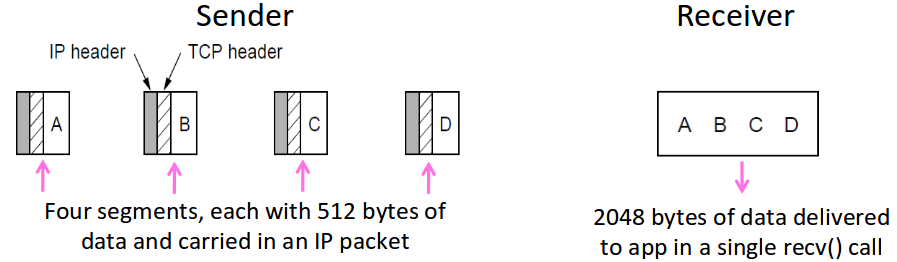 Sender
Receiver
IP header
TCP header
A
B
C
D
A B C D
Four segments, each with 512 bytes of
data and carried in an IP packet
2048 bytes of data delivered
to app in a single recv() call